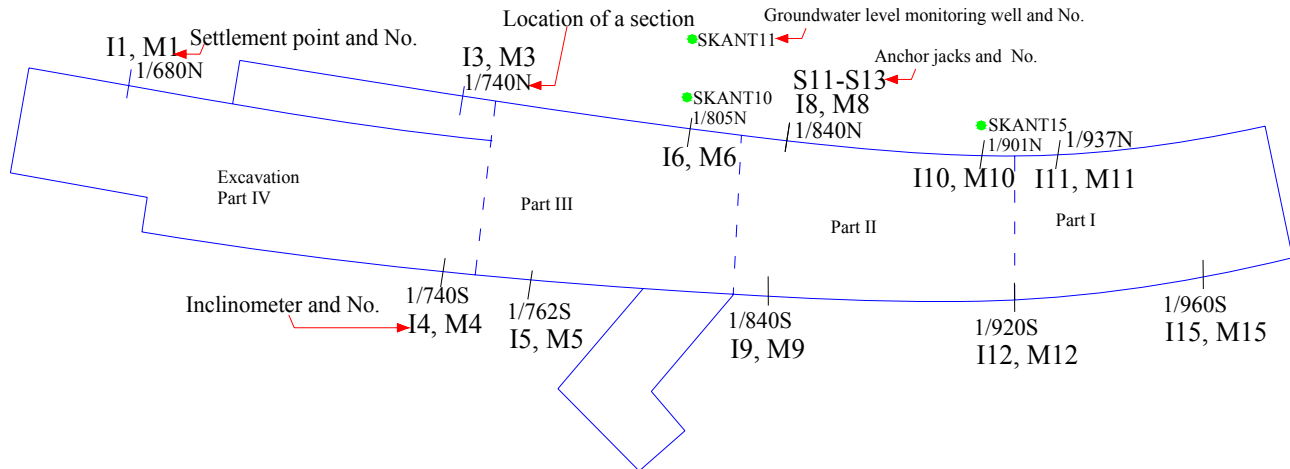 Groundwater level monitoring well and No.
Location of a section
Settlement point and No.
SKANT11
I1, M1
1/680N
I3, M3
1/740N
Anchor jacks and No.
S11-S13
I8, M8
1/840N
SKANT10
1/805N
I6, M6
SKANT15
1/901N
I10, M10
1/937N
I11, M11
Excavation
Part IV
Part III
Part II
Part I
Inclinometer and No.
1/740S
I4, M4
1/762S
I5, M5
1/840S
I9, M9
1/920S
I12, M12
1/960S
I15, M15